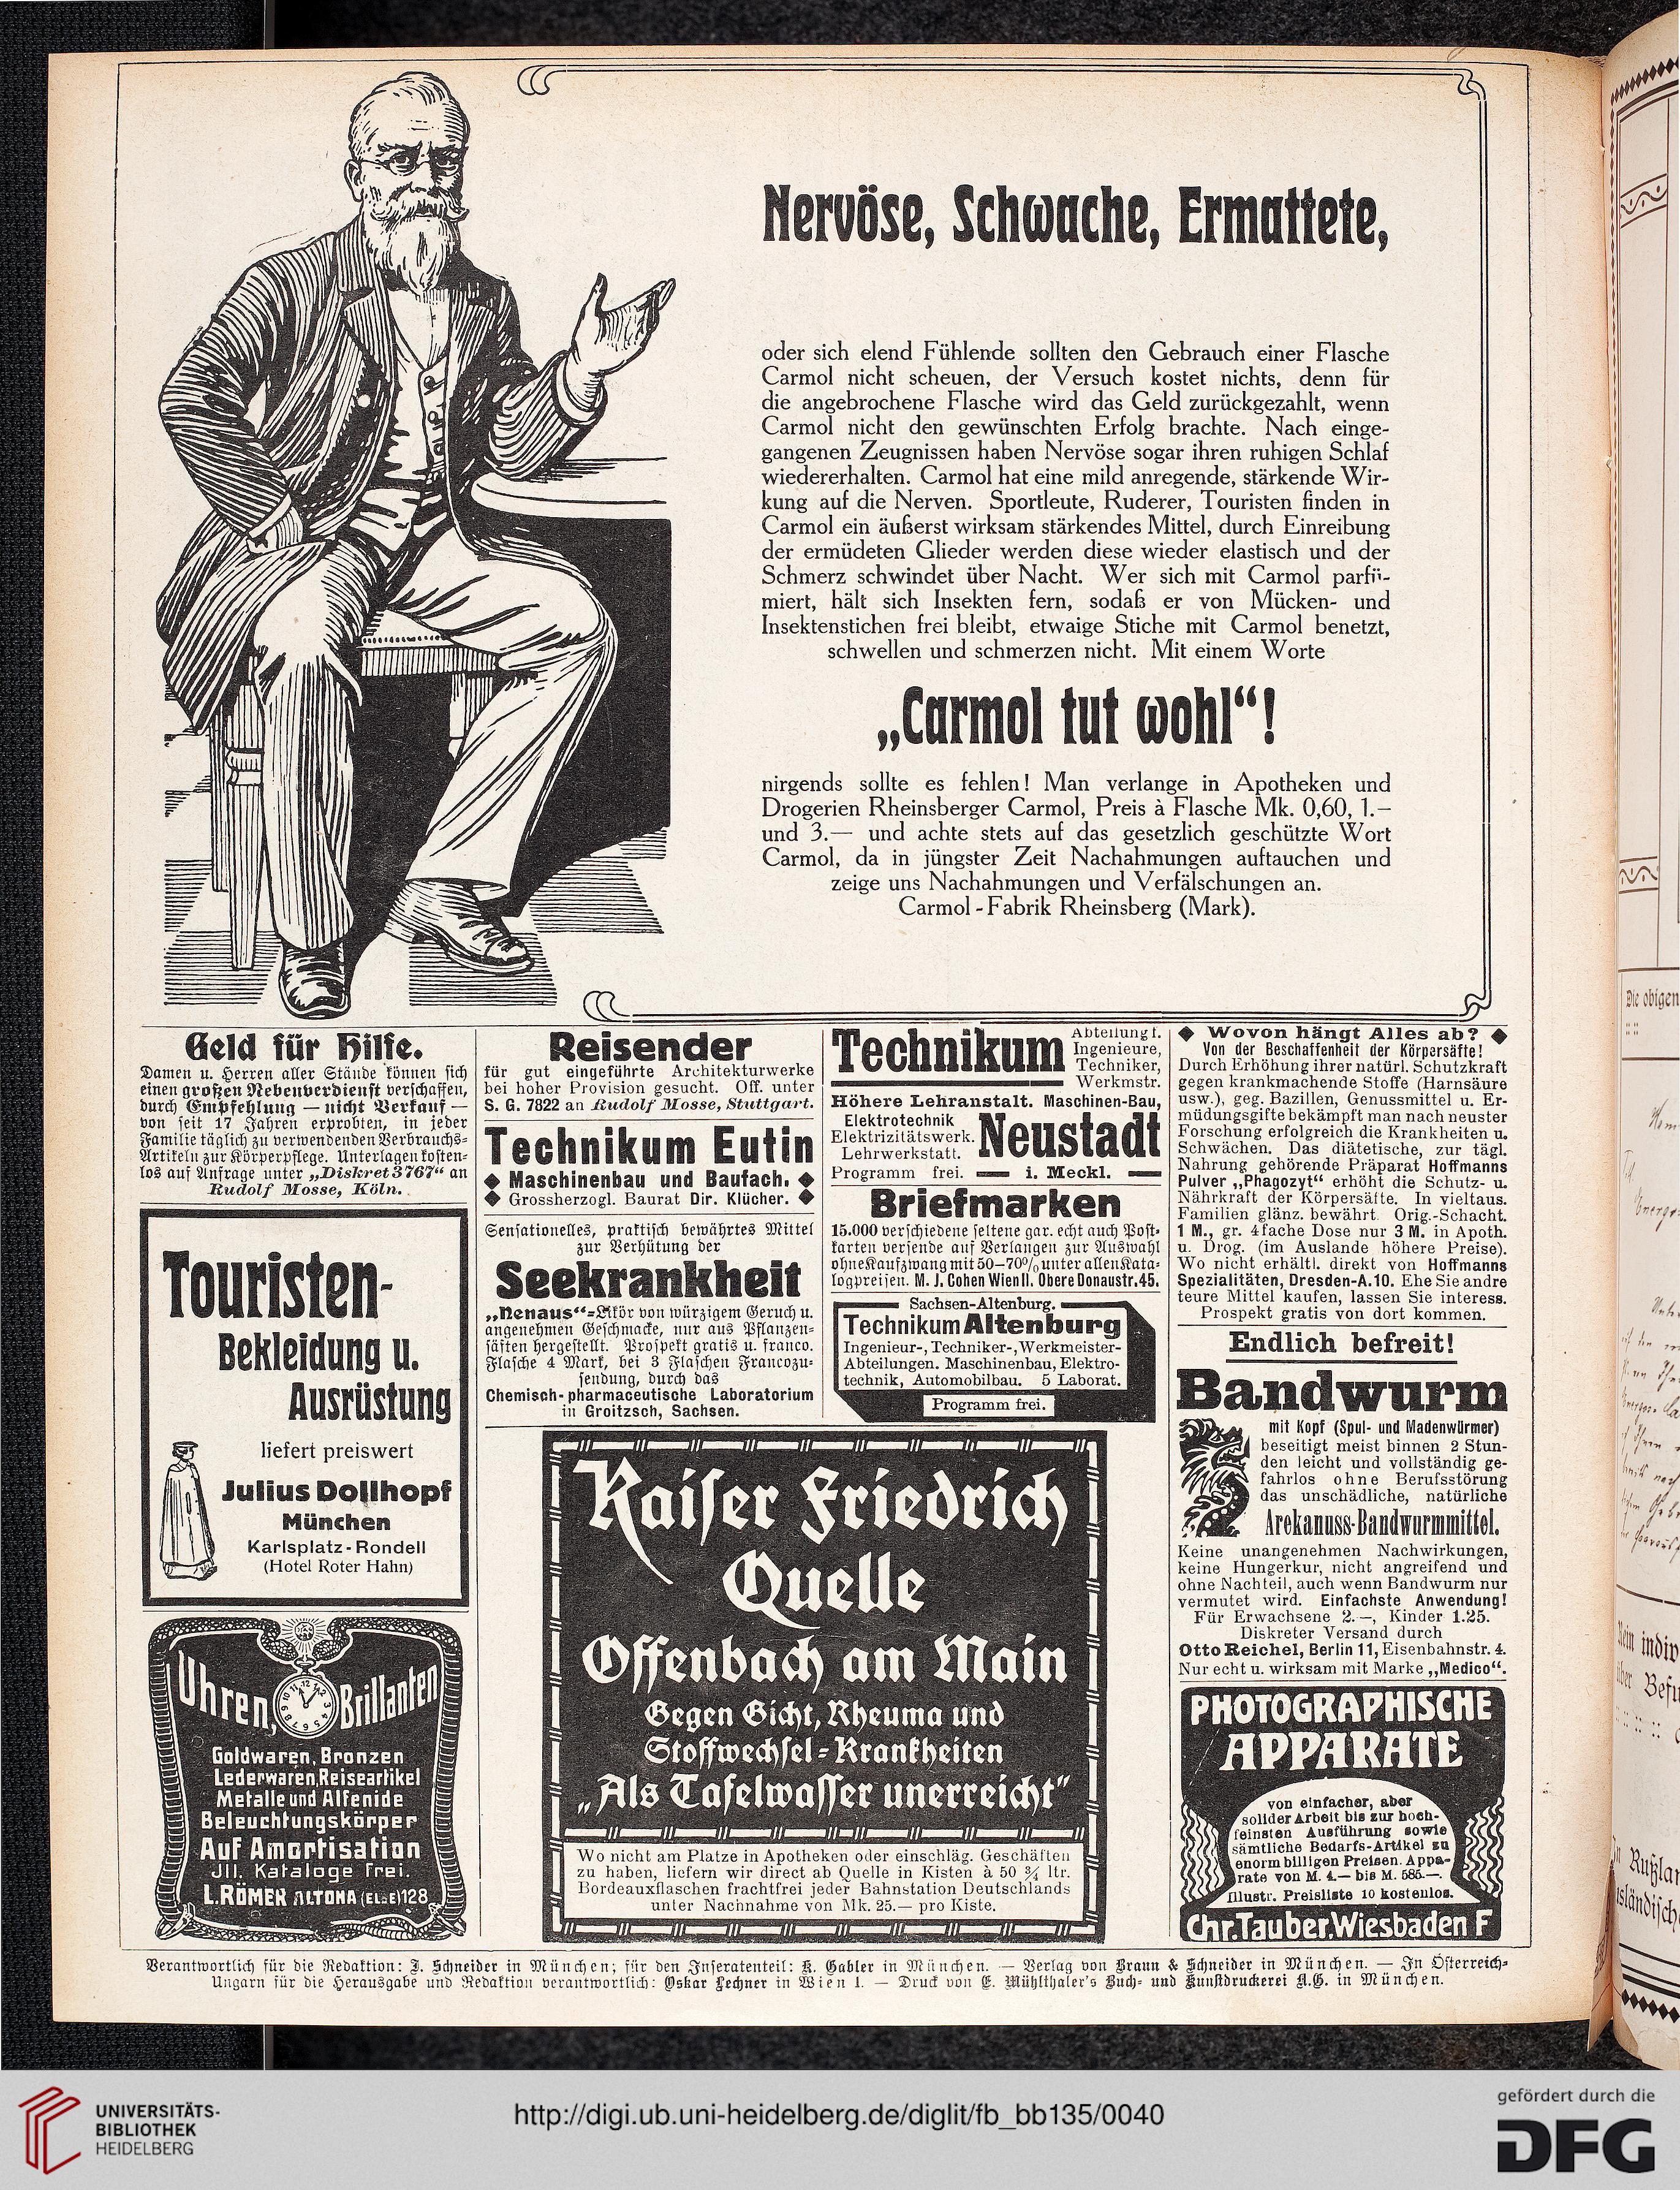 Nervöse, Schwache, Ermattete,
oder sich elend Fühlende sollten den Gebrauch einer Flasche
Carmol nicht scheuen, der Versuch kostet nichts, denn für
die angebrochene Flasche wird das Geld zurückgezahlt, wenn
Carmol nicht den gewünschten Erfolg brachte. Nach einge-
gangenen Zeugnissen haben Nervöse sogar ihren ruhigen Schlaf
wiedererhalten. Carmol hat eine mild anregende, stärkende Wir-
kung auf die Nerven. Sportleute, Ruderer, Touristen finden in
Carmol ein äußerst wirksam stärkendes Mittel, durch Einreibung
der ermüdeten Glieder werden diese wieder elastisch und der
Schmerz schwindet über Nacht. Wer sich mit Carmol parfü-
miert, hält sich Insekten fern, sodaß er von Mücken- und
Insektenstichen frei bleibt, etwaige Stiche mit Carmol benetzt,
schwellen und schmerzen nicht. Mit einem Worte
„Carmol tut wohl“!
nirgends sollte es fehlen! Man verlange in Apotheken und
Drogerien Rheinsberger Carmol, Preis à Flasche Mk. 0,60, 1.—
und 3.— und achte stets auf das gesetzlich geschützte Wort
Carmol, da in jüngster Zeit Nachahmungen auftauchen und
zeige uns Nachahmungen und Verfälschungen an.
Carmol-Fabrik Rheinsberg (Mark).
Geld für Hilfe.
Damen u. Herren aller Stände können sich
einen großen Nebenverdienst verschaffen,
durch Empfehlung — nicht Verkauf —
von seit 17 Jahren erprobten, in jeder
Familie täglich zu verwendenden Verbrauchs-
Artikeln zur Körperpflege. Unterlagen kosten-
los auf Anfrage unter „Diskret 3767“ an
Rudolf Mosse, Köln.
Touristen-
Bekleidung u.
Ausrüstung
liefert preiswert
Julius Dollhopf
München
Karlsplatz-Rondell
(Hotel Roter Hahn)
Uhren, Brillanten
Goldwaren, Bronzen
Lederwaren, Reiseartikel
Metalle und Alfenide
Beleuchtungskörper
Auf Amortisation
Jll. Kataloge frei.
L. RÖMER ALTONA (ELBE) 128
Reisender
für gut eingeführte Architekturwerke
bei hoher Provision gesucht. Off. unter
S. G. 7822 an Rudolf Mosse, Stuttgart.
Technikum Eutin
◆ Maschinenbau und Baufach. ◆
◆ Grossherzogl. Baurat Dir. Klücher. ◆
Sensationelles, praktisch bewährtes Mittel
zur Verhütung der
Seekrankheit
„Nenaus“-Likör von würzigem Geruch u.
angenehmen Geschmacke, nur aus Pflanzen-
säften hergestellt. Prospekt gratis u. franco.
Flasche 4 Mark, bei 3 Flaschen Francozu-
sendung, durch das
Chemisch-pharmaceutische Laboratorium
in Groitzsch, Sachsen.
Technikum
Abteilung f.
Ingenieure,
Techniker,
Werkmstr.
Höhere Lehranstalt. Maschinen-Bau,
Elektrotechnik
Elektrizitätswerk.
Lehrwerkstatt.
Neustadt
Programm frei. — i. Meckl. —
Briefmarken
15.000 verschiedene seltene gar. echt auch Post-
karten versende auf Verlangen zur Auswahl
ohne Kaufzwang mit 50–70% unter allen Kata-
logpreisen. M. J. Cohen Wien II. Obere Donaustr. 45.
Sachsen-Altenburg.
Technikum Altenburg
Ingenieur-, Techniker-, Werkmeister-
Abteilungen. Maschinenbau, Elektro-
technik, Automobilbau. 5 Laborat.
Programm frei.
Kaiser Friedrich
Quelle
Offenbach am Main
Gegen Gicht, Rheuma und
Stoffwechsel-Krankheiten
„Als Tafelwasser unerreicht“
Wo nicht am Platze in Apotheken oder einschläg. Geschäften
zu haben, liefern wir direct ab Quelle in Kisten à 50 ¾ ltr.
Bordeauxflaschen frachtfrei jeder Bahnstation Deutschlands
unter Nachnahme von Mk. 25.— pro Kiste.
◆ Wovon hängt Alles ab? ◆
Von der Beschaffenheit der Körpersäfte!
Durch Erhöhung ihrer natürl. Schutzkraft
gegen krankmachende Stoffe (Harnsäure
usw.), geg. Bazillen, Genussmittel u. Er-
müdungsgifte bekämpft man nach neuster
Forschung erfolgreich die Krankheiten u.
Schwächen. Das diätetische, zur tägl.
Nahrung gehörende Präparat Hoffmanns
Pulver „Phagozyt“ erhöht die Schutz- u.
Nährkraft der Körpersäfte. In vieltaus.
Familien glänz. bewährt. Orig.-Schacht.
1 M., gr. 4fache Dose nur 3 M. in Apoth.
u. Drog. (im Auslande höhere Preise).
Wo nicht erhältl. direkt von Hoffmanns
Spezialitäten, Dresden-A. 10. Ehe Sie andre
teure Mittel kaufen, lassen Sie interess.
Prospekt gratis von dort kommen.
Endlich befreit!
Bandwurm
mit Kopf (Spul- und Madenwürmer)
beseitigt meist binnen 2 Stun-
den leicht und vollständig ge-
fahrlos ohne Berufsstörung
das unschädliche, natürliche
Arekanuss-Bandwurmmittel.
Keine unangenehmen Nachwirkungen,
keine Hungerkur, nicht angreifend und
ohne Nachteil, auch wenn Bandwurm nur
vermutet wird. Einfachste Anwendung!
Für Erwachsene 2.—, Kinder 1.25.
Diskreter Versand durch
Otto Reichel, Berlin 11, Eisenbahnstr. 4.
Nur echt u. wirksam mit Marke „Medico“.
PHOTOGRAPHISCHE
APPARATE
von einfacher, aber
solider Arbeit bis zur hoch-
feinsten Ausführung sowie
sämtliche Bedarfs-Artikel zu
enorm billigen Preisen. Appa-
rate von M. 4.— bis M. 585.—.
Illustr. Preisliste 10 kostenlos.
Chr. Tauber. Wiesbaden F
Verantwortlich für die Redaktion: J. Schneider in München; für den Inseratenteil: K. Gabler in München. — Verlag von Braun & Schneider in München. — In Österreich-
Ungarn für die Herausgabe und Redaktion verantwortlich: Oskar Lechner in Wien I. — Druck von E. Mühlthaler's Buch- und Kunstdruckerei A.G. in München.
Die obigen
UNIVERSITÄTS-
BIBLIOTHEK
HEIDELBERG
http://digi.ub.uni-heidelberg.de/diglit/fb_bb135/0040
gefördert durch die
DFG